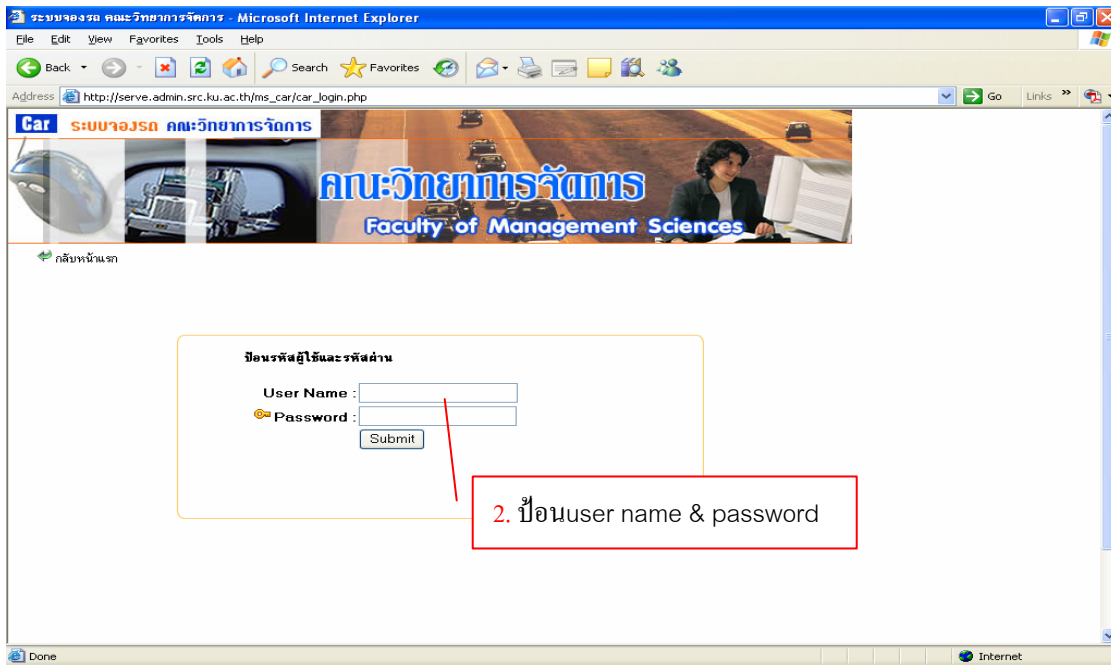 ระบบจองรถ คณะวิทยาการจัดการ - Microsoft Internet Explorer
File Edit View Favorites Tools Help
Back Search Favorites
Address http://serve.admin.src.ku.ac.th/ms_car/car_login.php Go Links »
Car ระบบจองรถ คณะวิทยาการจัดการ
คณะวิทยาการจัดการ
Faculty of Management Sciences
กลับหน้าแรก
ป้อนรหัสผู้ใช้และรหัสผ่าน
User Name :
Password :
Submit
2. ป้อนuser name & password
Done Internet